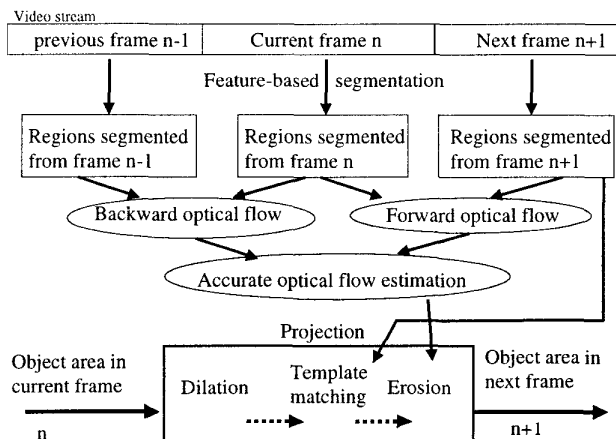 Video stream
previous frame n-1
Current frame n
Next frame n+1
Feature-based segmentation
Regions segmented
from frame n-1
Regions segmented
from frame n
Regions segmented
from frame n+1
Backward optical flow
Forward optical flow
Accurate optical flow estimation
Projection
Object area in
current frame
n
Dilation
Template
matching
Erosion
Object area in
next frame
n+1